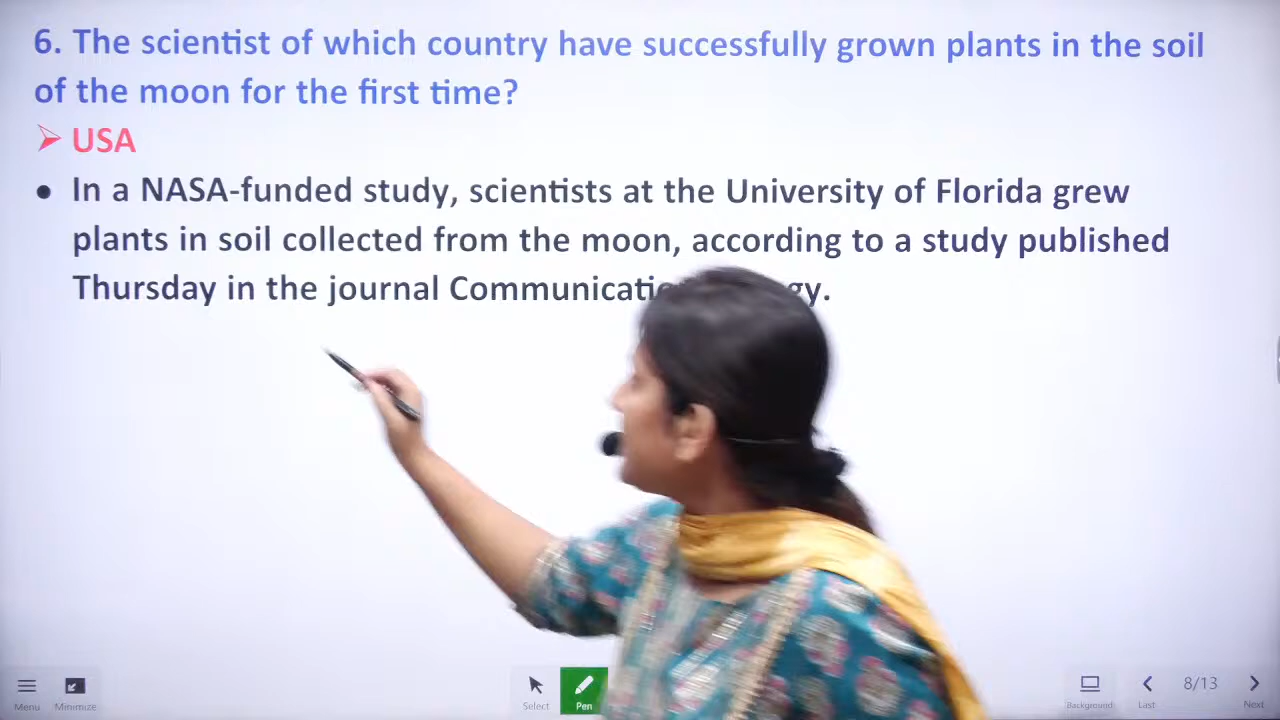 6. The scientist of which country have successfully grown plants in the soil
of the moon for the first time?
➢ USA
• In a NASA-funded study, scientists at the University of Florida grew
plants in soil collected from the moon, according to a study published
Thursday in the journal
Menu
Minimize
Select
Pen
Background
Last
8/13
Next